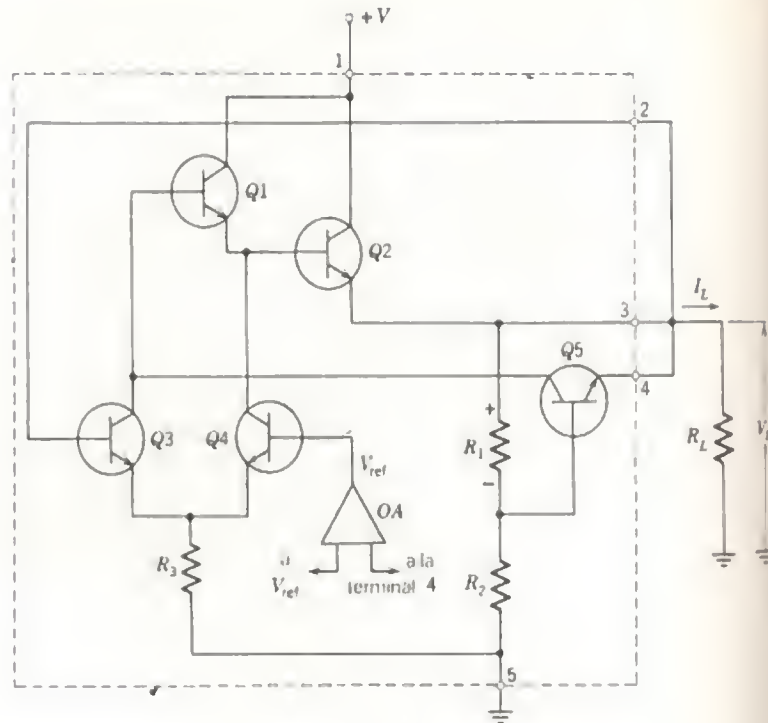 +V
1
2
Q1
Q2
I_L
3
Q5
4
Q3
Q4
V_ref
R_1
+
−
R_L
OA
R_3
a la
V_ref
terminal 4
R_2
5